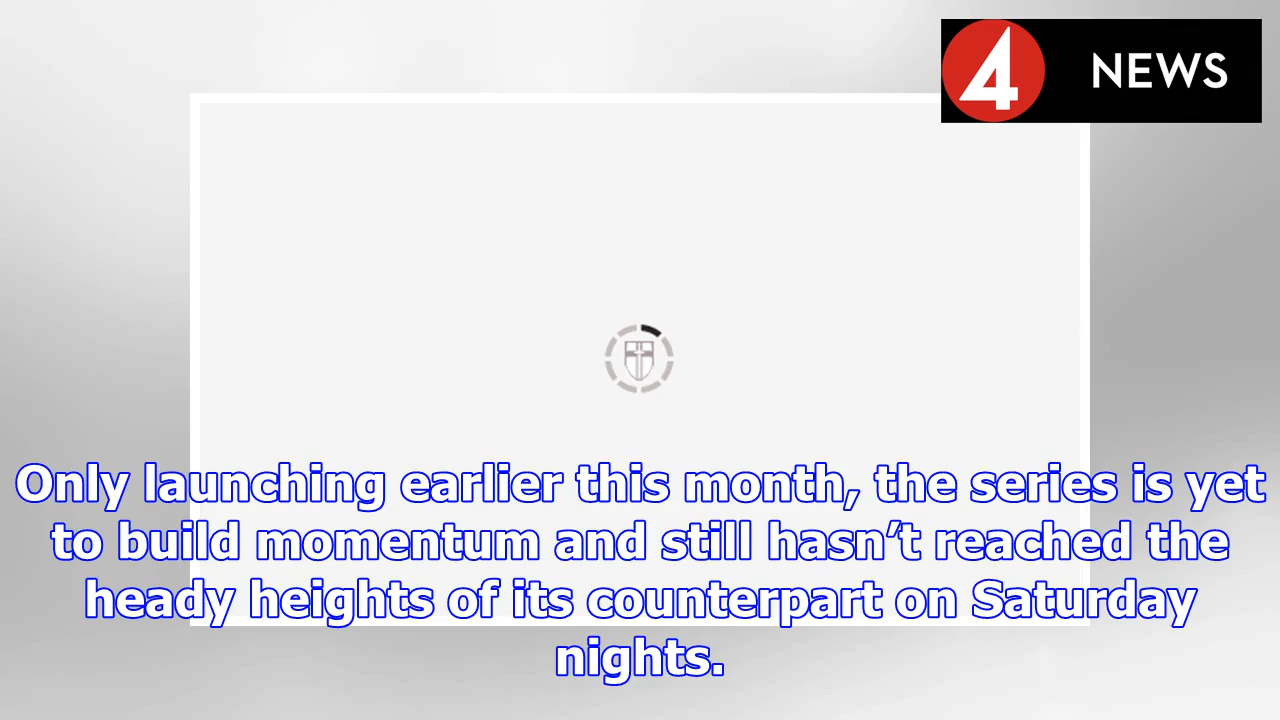 4 NEWS
Only launching earlier this month, the series is yet
to build momentum and still hasn’t reached the
heady heights of its counterpart on Saturday
nights.